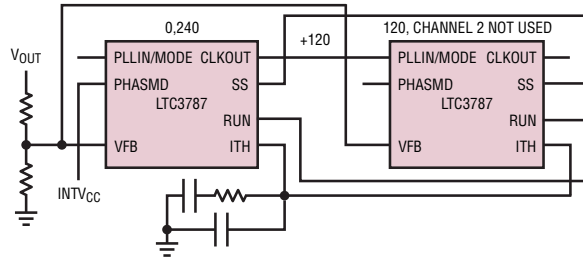 0,240
120, CHANNEL 2 NOT USED
+120
VOUT
PLLIN/MODE CLKOUT
PHASMD SS
LTC3787
RUN
VFB ITH
INTVCC
PLLIN/MODE CLKOUT
PHASMD SS
LTC3787
RUN
VFB ITH